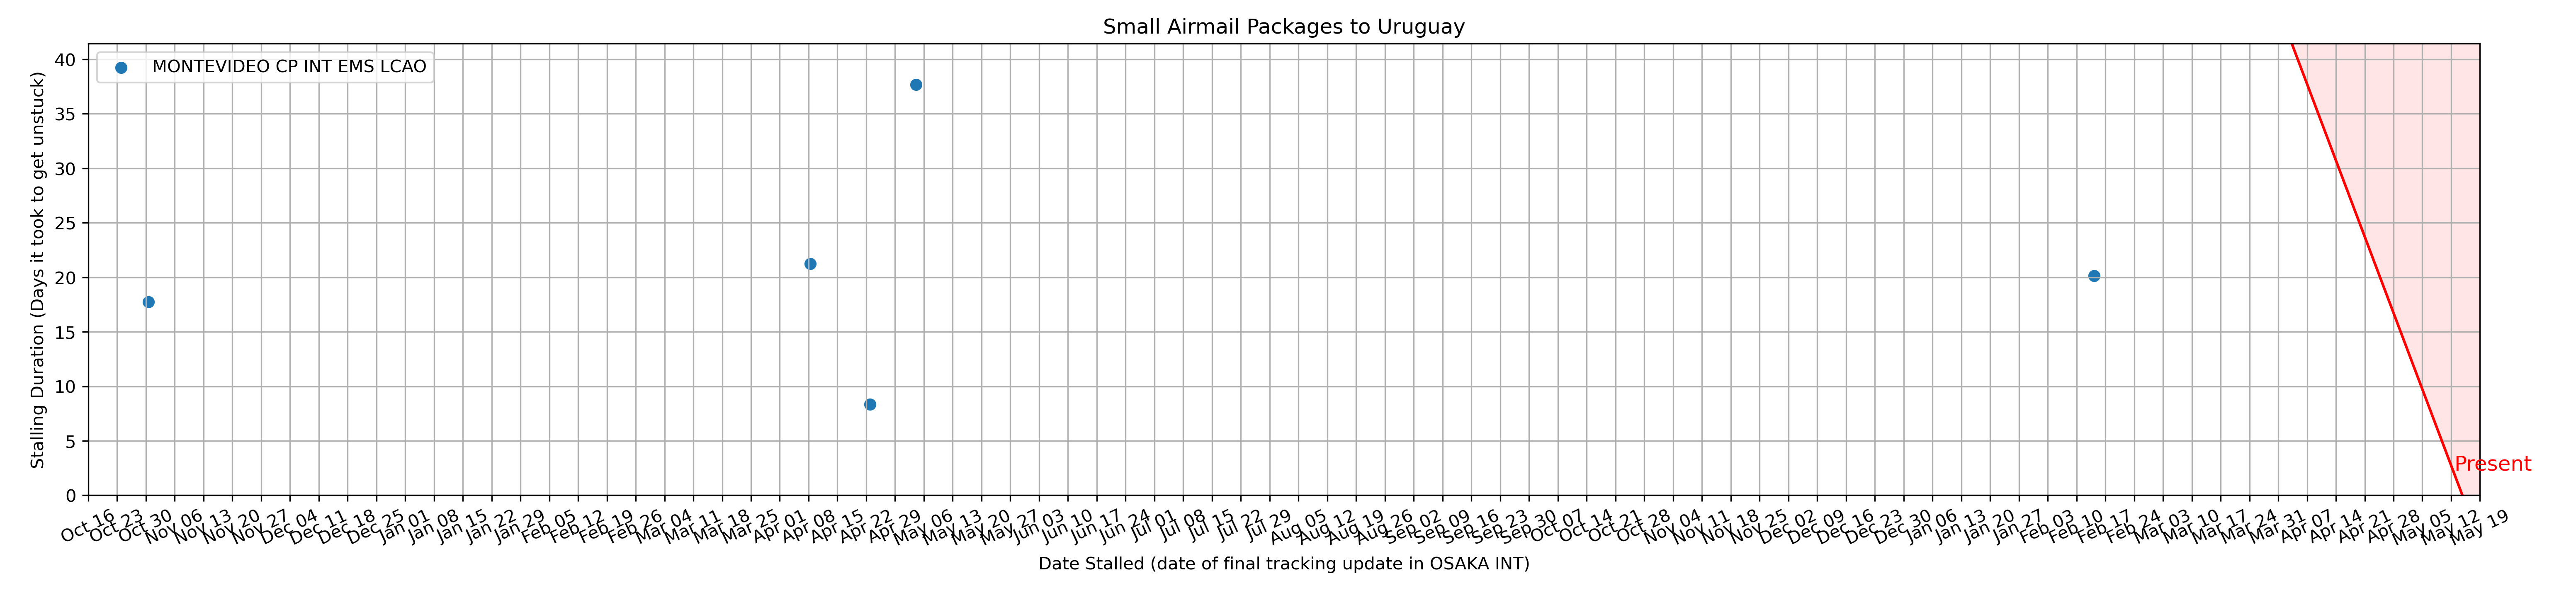 Small Airmail Packages to Uruguay
MONTEVIDEO CP INT EMS LCAO
Stalling Duration (Days it took to get unstuck)
40
35
30
25
20
15
10
5
0
Present
Oct 16
Oct 23
Oct 30
Nov 06
Nov 13
Nov 20
Nov 27
Dec 04
Dec 11
Dec 18
Dec 25
Jan 01
Jan 08
Jan 15
Jan 22
Jan 29
Feb 05
Feb 12
Feb 19
Feb 26
Mar 04
Mar 11
Mar 18
Mar 25
Apr 01
Apr 08
Apr 15
Apr 22
Apr 29
May 06
May 13
May 20
May 27
Jun 03
Jun 10
Jun 17
Jun 24
Jul 01
Jul 08
Jul 15
Jul 22
Jul 29
Aug 05
Aug 12
Aug 19
Aug 26
Sep 02
Sep 09
Sep 16
Sep 23
Sep 30
Oct 07
Oct 14
Oct 21
Oct 28
Nov 04
Nov 11
Nov 18
Nov 25
Dec 02
Dec 09
Dec 16
Dec 23
Dec 30
Jan 06
Jan 13
Jan 20
Jan 27
Feb 03
Feb 10
Feb 17
Feb 24
Mar 03
Mar 10
Mar 17
Mar 24
Mar 31
Apr 07
Apr 14
Apr 21
Apr 28
May 05
May 12
May 19
Date Stalled (date of final tracking update in OSAKA INT)